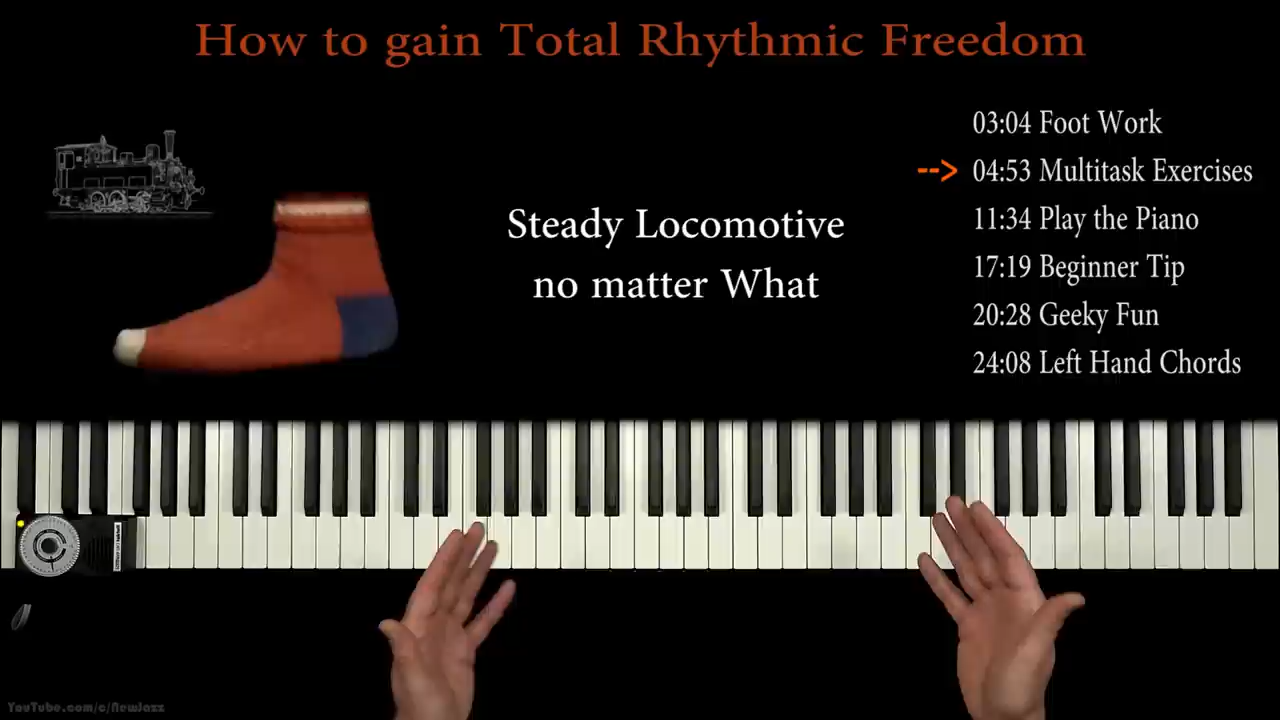 How to gain Total Rhythmic Freedom
Steady Locomotive
no matter What
03:04 Foot Work
--> 04:53 Multitask Exercises
11:34 Play the Piano
17:19 Beginner Tip
20:28 Geeky Fun
24:08 Left Hand Chords
YouTube.com/c/NewJazz